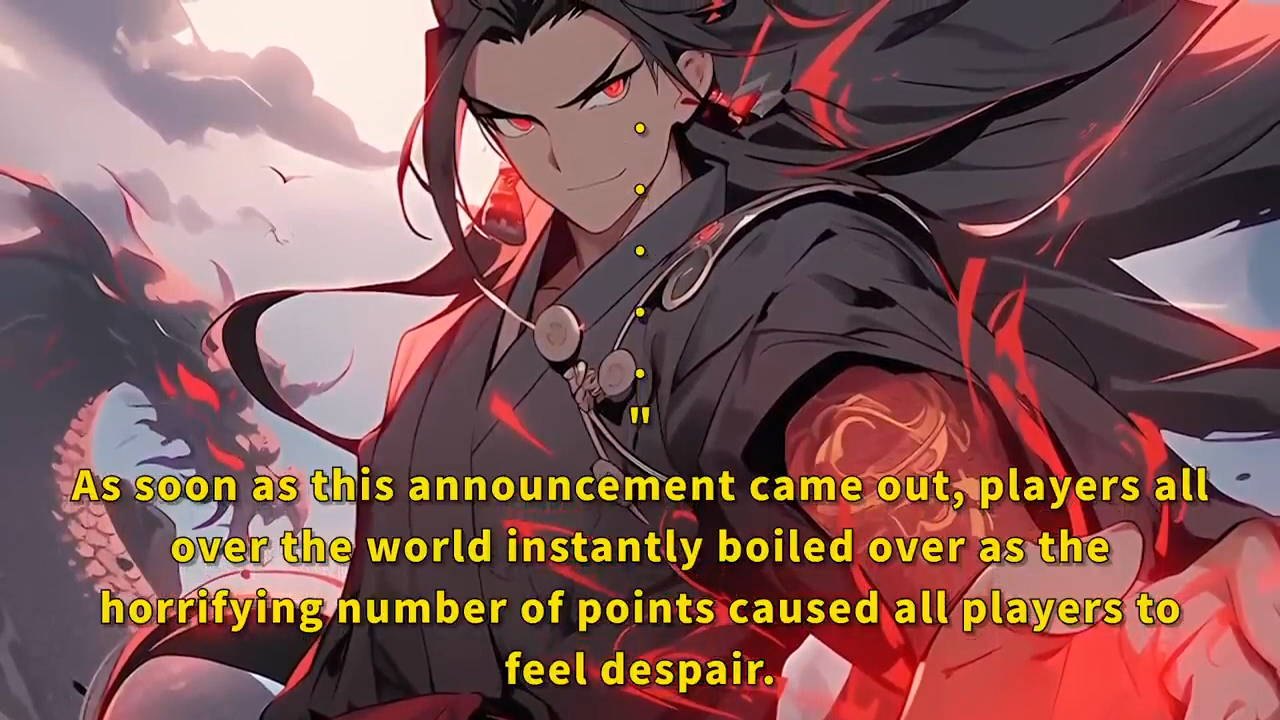 .
.
.
.
.
"
As soon as this announcement came out, players all
over the world instantly boiled over as the
horrifying number of points caused all players to
feel despair.